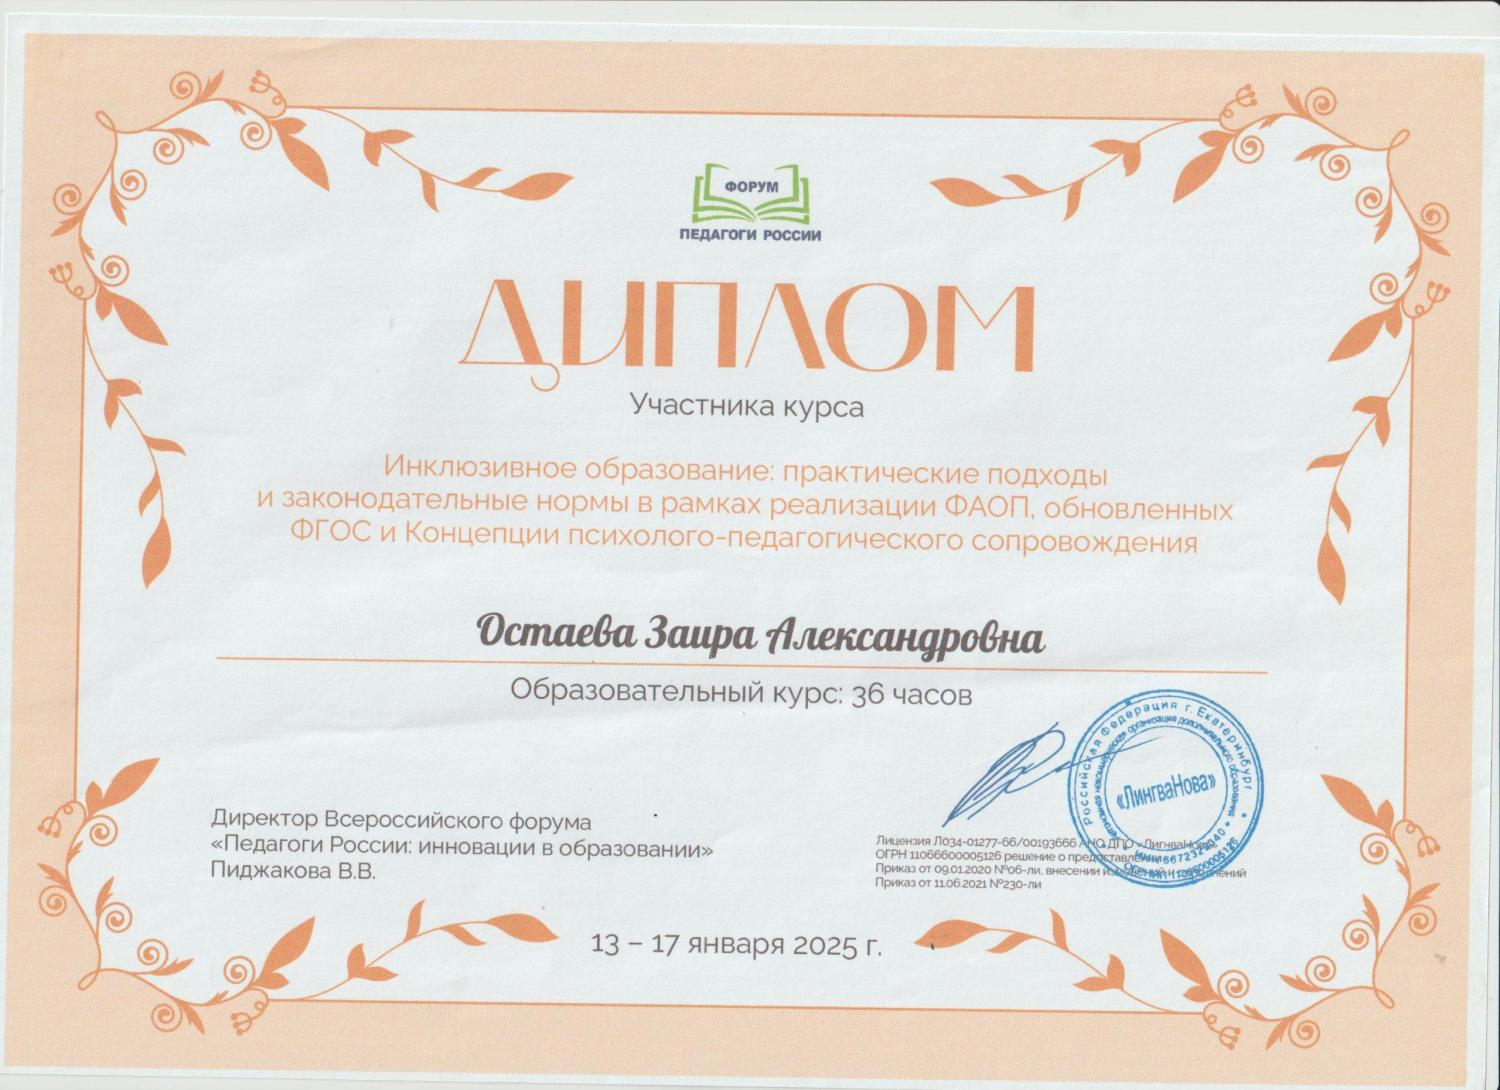 ФОРУМ
ПЕДАГОГИ РОССИИ
ДИПЛОМ
Участника курса
Инклюзивное образование: практические подходы
и законодательные нормы в рамках реализации ФАОП, обновленных
ФГОС и Концепции психолого-педагогического сопровождения
Остаева Заира Александровна
Образовательный курс: 36 часов
Директор Всероссийского форума
«Педагоги России: инновации в образовании»
Пиджакова В.В.
Российская Федерация г. Екатеринбург
«ЛингваНова»
Лицензия Л034-01277-66/00193666 АНО ДПО «ЛингваНова»,
ОГРН 11066600005126 решение о предоставлении
Приказ от 09.01.2020 №06-ли, внесении изменений и дополнений
Приказ от 11.06.2021 №230-ли
13 – 17 января 2025 г.